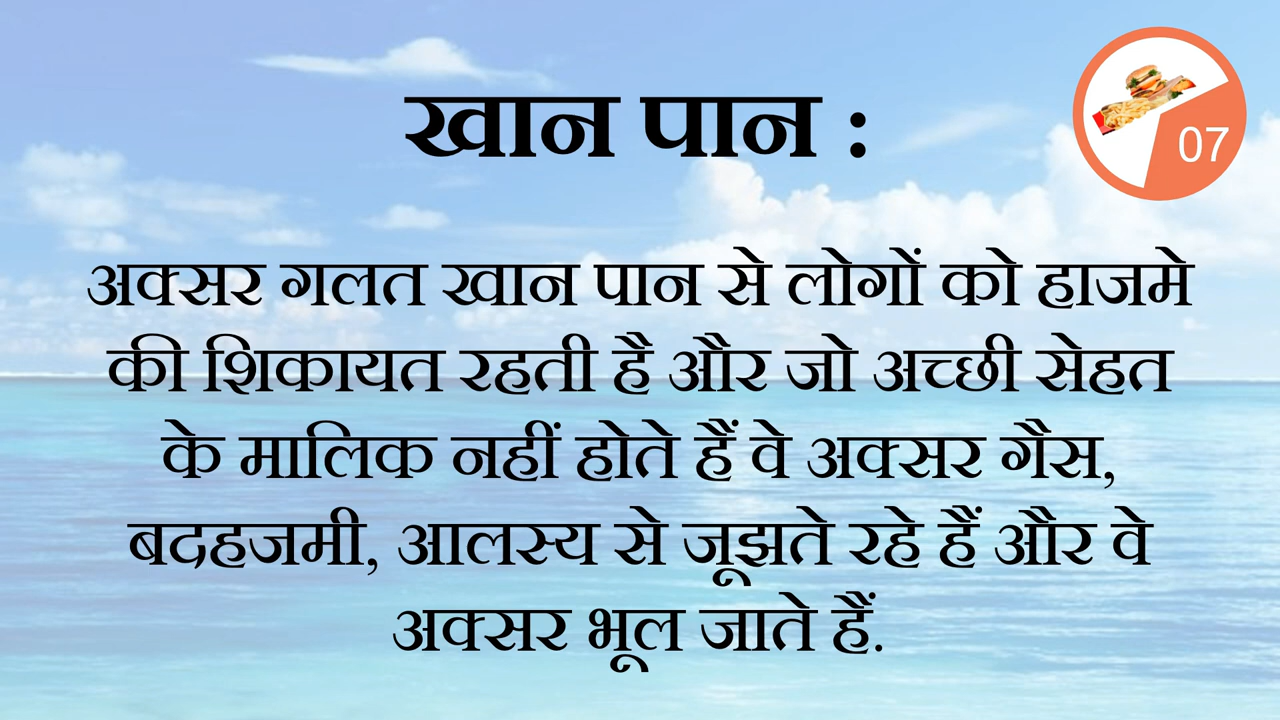 खान पान :
07
अक्सर गलत खान पान से लोगों को हाजमे
की शिकायत रहती है और जो अच्छी सेहत
के मालिक नहीं होते हैं वे अक्सर गैस,
बदहजमी, आलस्य से जूझते रहे हैं और वे
अक्सर भूल जाते हैं.